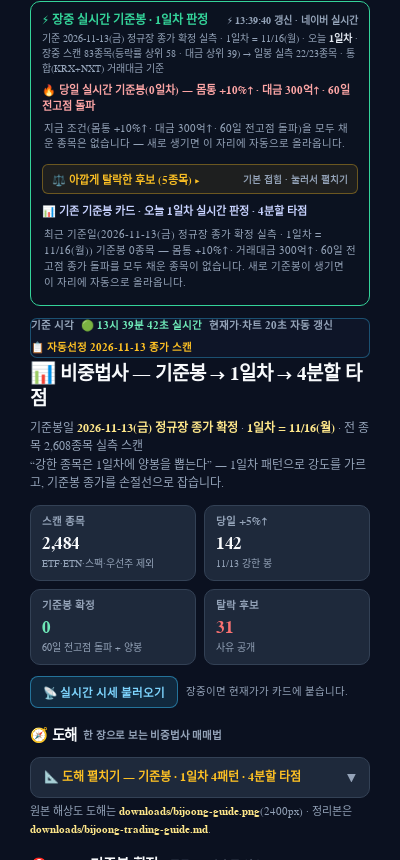 ⚡ 장중 실시간 기준봉 · 1일차 판정 ⚡ 13:39:40 갱신 · 네이버 실시간
기준 2026-11-13(금) 정규장 종가 확정 실측 · 1일차 = 11/16(월) · 오늘 1일차 ·
장중 스캔 83종목(등락률 상위 58 · 대금 상위 39) → 일봉 실측 22/23종목 · 통
합(KRX+NXT) 거래대금 기준
🔥 당일 실시간 기준봉(0일차) — 몸통 +10%↑ · 대금 300억↑ · 60일
전고점 돌파
지금 조건(몸통 +10%↑ · 대금 300억↑ · 60일 전고점 돌파)을 모두 채
운 종목은 없습니다 — 새로 생기면 이 자리에 자동으로 올라옵니다.
⚖️ 아깝게 탈락한 후보 (5종목) ▸ 기본 접힘 · 눌러서 펼치기
📊 기존 기준봉 카드 · 오늘 1일차 실시간 판정 · 4분할 타점
최근 기준일(2026-11-13(금) 정규장 종가 확정 실측 · 1일차 =
11/16(월)) 기준봉 0종목 — 몸통 +10%↑ · 거래대금 300억↑ · 60일 전
고점 종가 돌파를 모두 채운 종목이 없습니다. 새로 기준봉이 생기면
이 자리에 자동으로 올라옵니다.
기준 시각 🟢 13시 39분 42초 실시간 현재가·차트 20초 자동 갱신
📋 자동선정 2026-11-13 종가 스캔
📊 비중법사 — 기준봉 → 1일차 → 4분할 타
점
기준봉일 2026-11-13(금) 정규장 종가 확정 · 1일차 = 11/16(월) · 전 종
목 2,608종목 실측 스캔
“강한 종목은 1일차에 양봉을 뽑는다” — 1일차 패턴으로 강도를 가르
고, 기준봉 종가를 손절선으로 잡습니다.
스캔 종목 당일 +5%↑
2,484 142
ETF·ETN·스팩·우선주 제외 11/13 강한 봉
기준봉 확정 탈락 후보
0 31
60일 전고점 돌파 + 양봉 사유 공개
📡 실시간 시세 불러오기 장중이면 현재가가 카드에 붙습니다.
🧭 도해 한 장으로 보는 비중법사 매매법
📐 도해 펼치기 — 기준봉 · 1일차 4패턴 · 4분할 타점 ▼
원본 해상도 도해는 downloads/bijoong-guide.png(2400px) · 정리본은
downloads/bijoong-trading-guide.md.